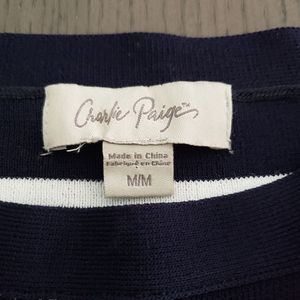 Charlie Paige™
Made in China
Fabriqué en Chine
M/M